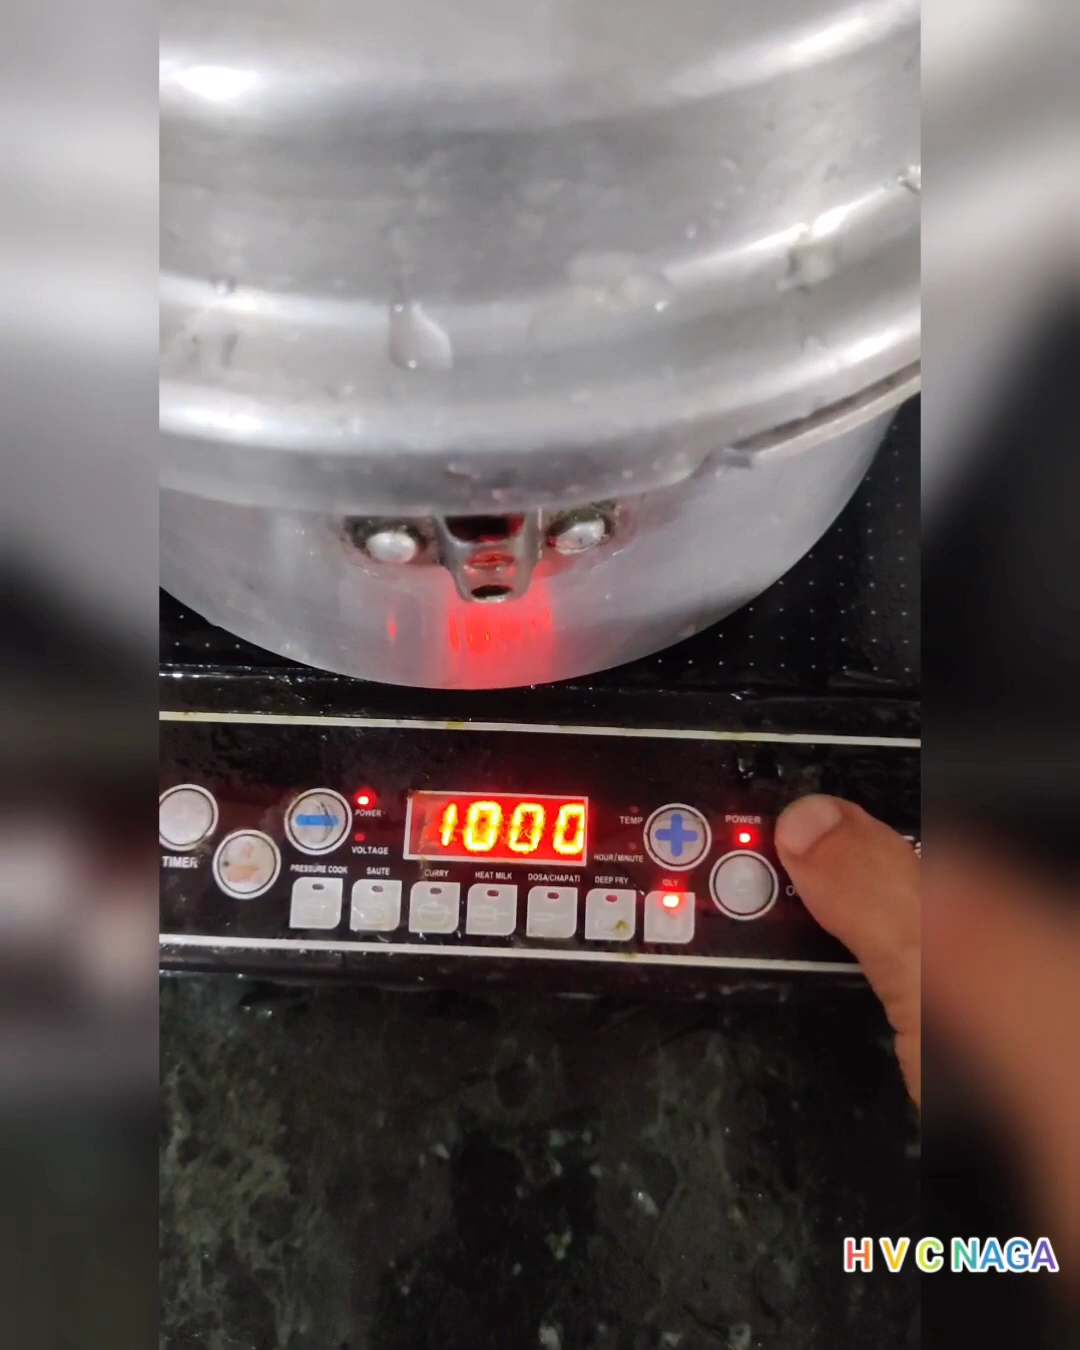 1000
POWER
VOLTAGE
TEMP
HOUR/MINUTE
POWER
TIMER
PRESSURE COOK
SAUTE
CURRY
HEAT MILK
DOSA/CHAPATI
DEEP FRY
IDLY
H V C NAGA